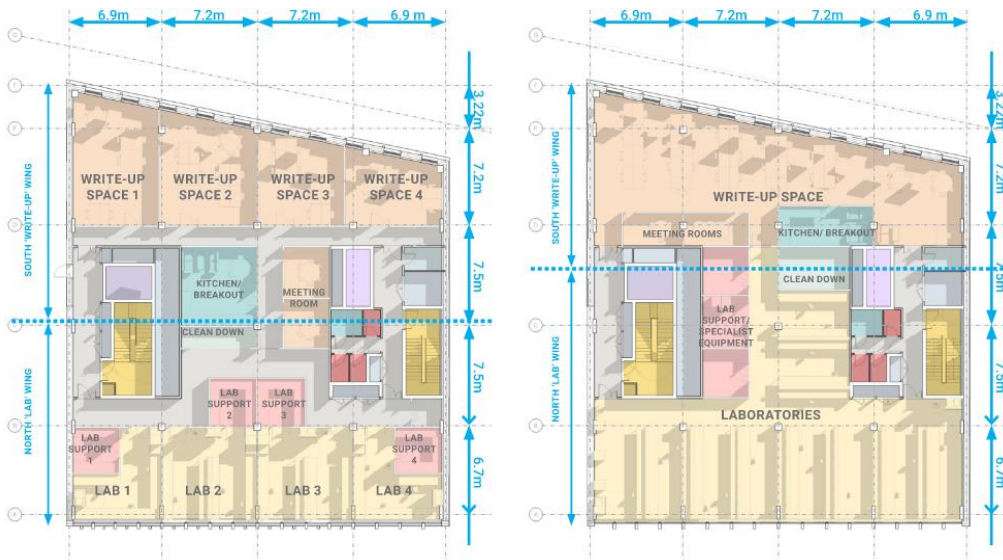 6.9m
7.2m
7.2m
6.9 m
3.22m
7.2m
7.5m
7.5m
6.7m
SOUTH 'WRITE-UP' WING
NORTH 'LAB' WING
WRITE-UP
SPACE 1
WRITE-UP
SPACE 2
WRITE-UP
SPACE 3
WRITE-UP
SPACE 4
KITCHEN/
BREAKOUT
MEETING
ROOM
CLEAN DOWN
LAB
SUPPORT
2
LAB
SUPPORT
3
LAB
SUPPORT
1
LAB
SUPPORT
4
LAB 1
LAB 2
LAB 3
LAB 4
6.9m
7.2m
7.2m
6.9 m
3.22m
7.2m
7.5m
7.5m
6.7m
SOUTH 'WRITE-UP' WING
NORTH 'LAB' WING
WRITE-UP SPACE
MEETING ROOMS
KITCHEN/ BREAKOUT
CLEAN DOWN
LAB
SUPPORT/
SPECIALIST
EQUIPMENT
LABORATORIES